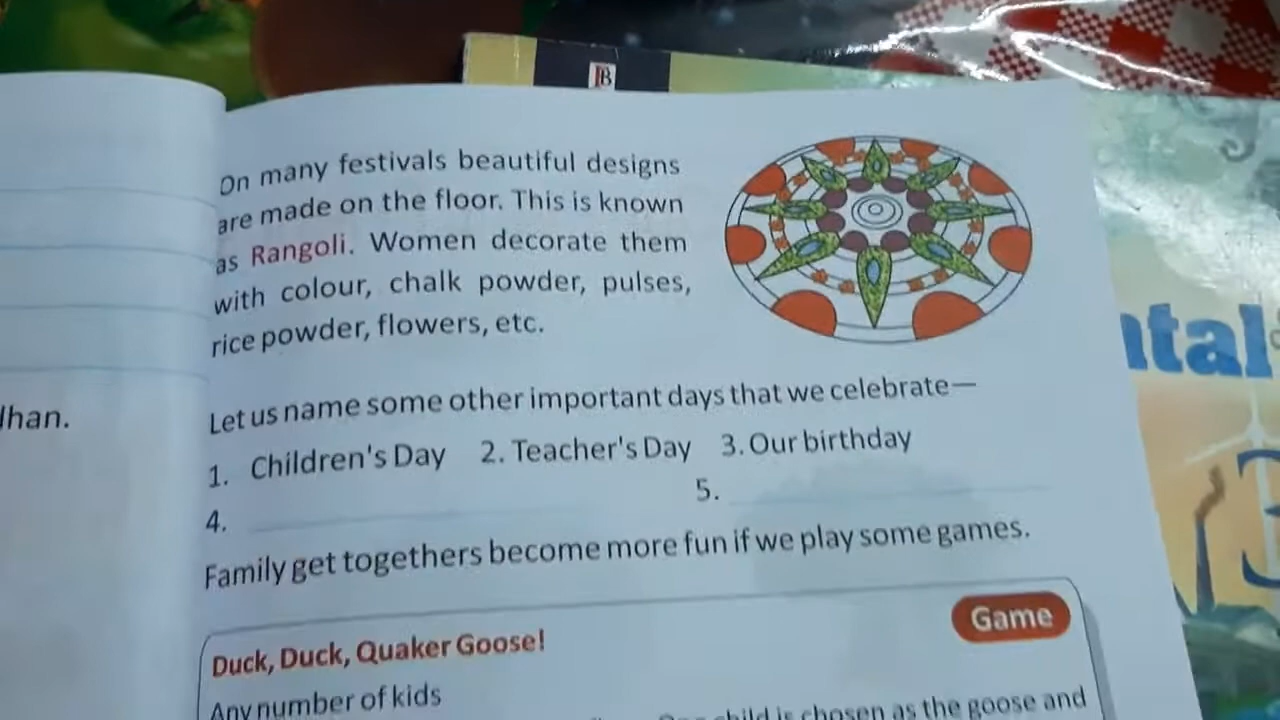 On many festivals beautiful designs
are made on the floor. This is known
as Rangoli. Women decorate them
with colour, chalk powder, pulses,
rice powder, flowers, etc.
Let us name some other important days that we celebrate—
1. Children's Day 2. Teacher's Day 3. Our birthday
4. 5.
Family get togethers become more fun if we play some games.
Game
Duck, Duck, Quaker Goose!
Any number of kids
child is chosen as the goose and
dhan.
ntal
3
B